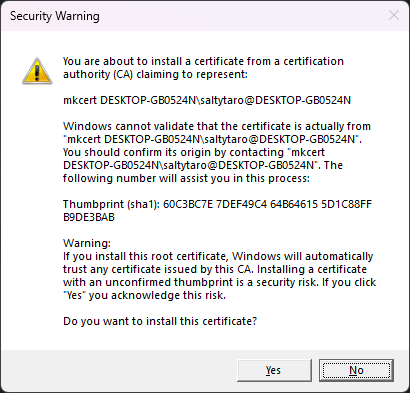 Security Warning
You are about to install a certificate from a certification
authority (CA) claiming to represent:
mkcert DESKTOP-GB0524N\saltytaro@DESKTOP-GB0524N
Windows cannot validate that the certificate is actually from
"mkcert DESKTOP-GB0524N\saltytaro@DESKTOP-GB0524N".
You should confirm its origin by contacting "mkcert
DESKTOP-GB0524N\saltytaro@DESKTOP-GB0524N". The
following number will assist you in this process:
Thumbprint (sha1): 60C3BC7E 7DEF49C4 64B64615 5D1C88FF
B9DE3BAB
Warning:
If you install this root certificate, Windows will automatically
trust any certificate issued by this CA. Installing a certificate
with an unconfirmed thumbprint is a security risk. If you click
"Yes" you acknowledge this risk.
Do you want to install this certificate?
Yes
No